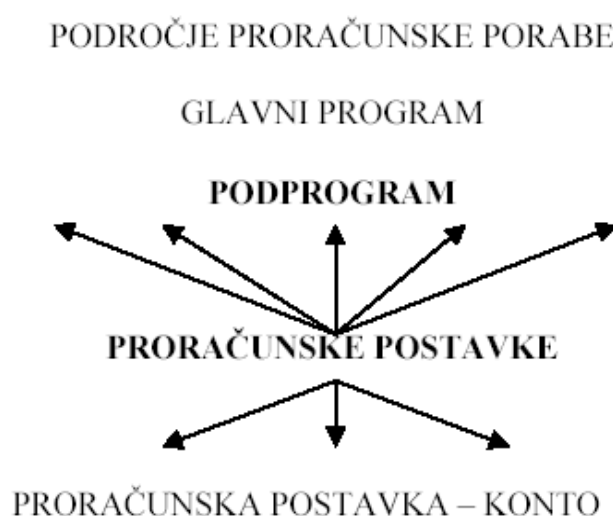 PODROČJE PRORAČUNSKE PORABE
GLAVNI PROGRAM
PODPROGRAM
PRORAČUNSKE POSTAVKE
PRORAČUNSKA POSTAVKA – KONTO